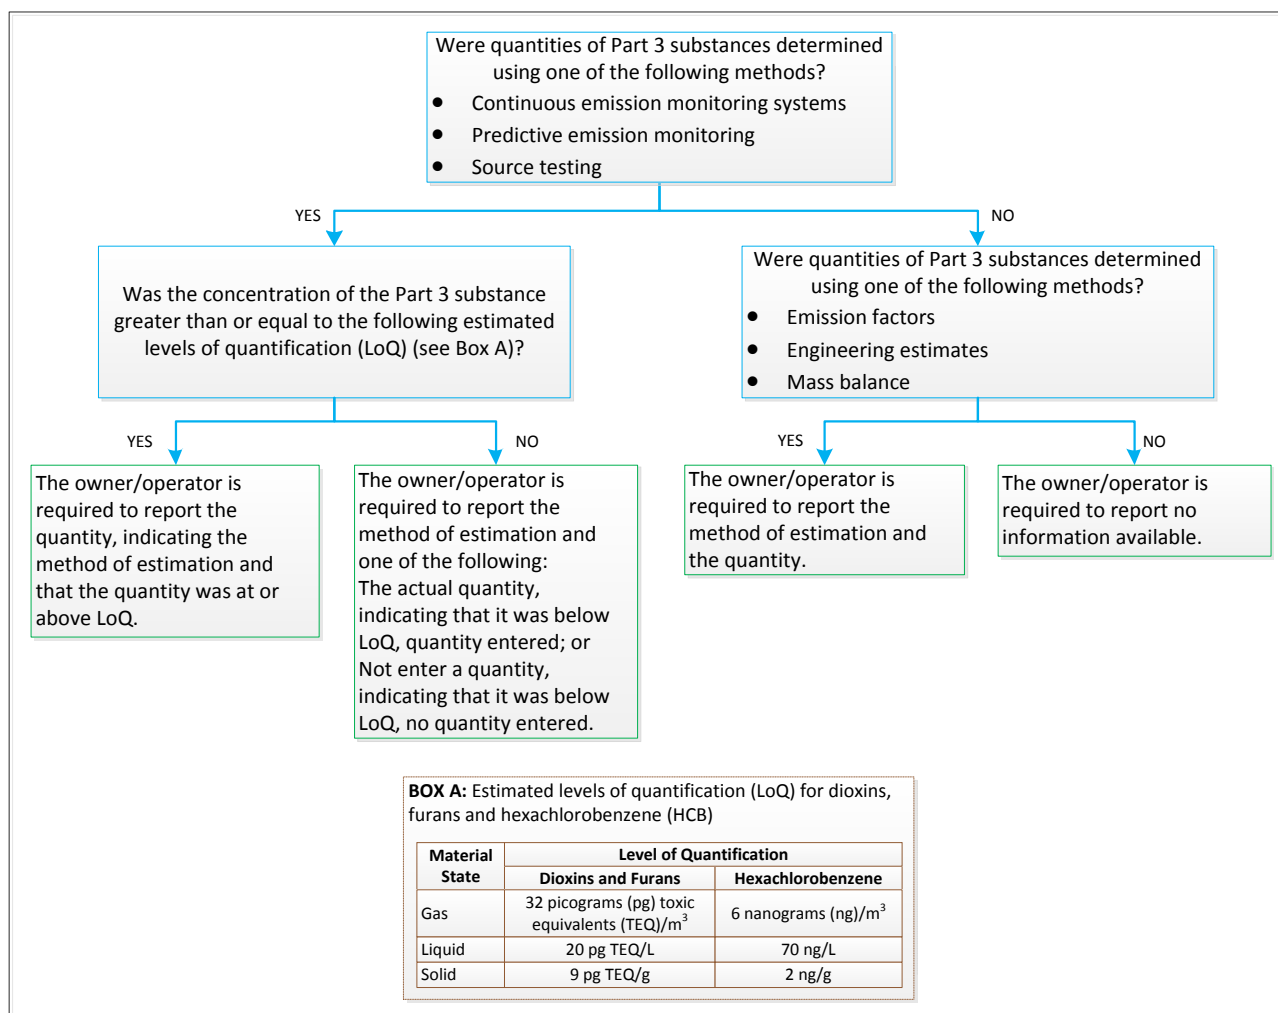 Were quantities of Part 3 substances determined
using one of the following methods?
● Continuous emission monitoring systems
● Predictive emission monitoring
● Source testing
YES
NO
Was the concentration of the Part 3 substance
greater than or equal to the following estimated
levels of quantification (LoQ) (see Box A)?
Were quantities of Part 3 substances determined
using one of the following methods?
● Emission factors
● Engineering estimates
● Mass balance
YES
NO
YES
NO
The owner/operator is
required to report the
quantity, indicating the
method of estimation and
that the quantity was at or
above LoQ.
The owner/operator is
required to report the
method of estimation and
one of the following:
The actual quantity,
indicating that it was below
LoQ, quantity entered; or
Not enter a quantity,
indicating that it was below
LoQ, no quantity entered.
The owner/operator is
required to report the
method of estimation and
the quantity.
The owner/operator is
required to report no
information available.
BOX A: Estimated levels of quantification (LoQ) for dioxins,
furans and hexachlorobenzene (HCB)
Material
State
Level of Quantification
Dioxins and Furans
Hexachlorobenzene
Gas
32 picograms (pg) toxic
equivalents (TEQ)/m³
6 nanograms (ng)/m³
Liquid
20 pg TEQ/L
70 ng/L
Solid
9 pg TEQ/g
2 ng/g